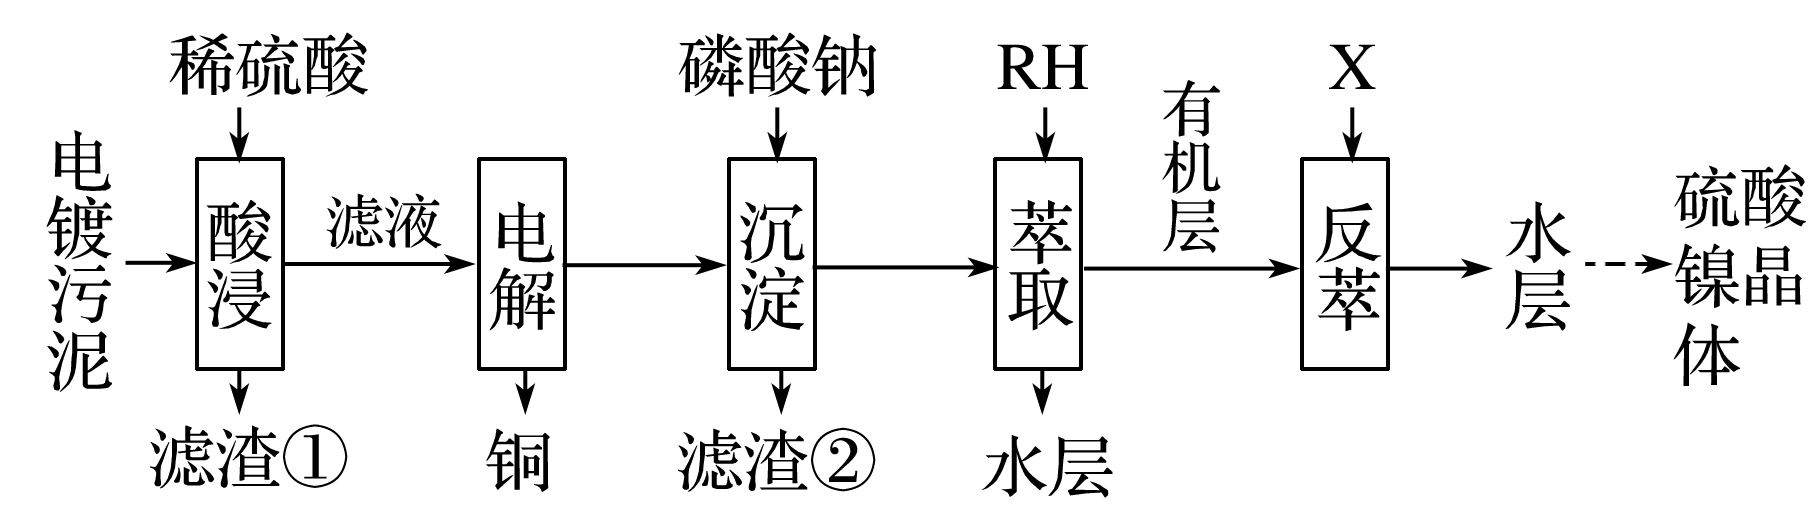 稀硫酸
磷酸钠
RH
X
电镀污泥
酸浸
滤液
电解
沉淀
萃取
有机层
反萃
水层
硫酸镍晶体
滤渣①
铜
滤渣②
水层